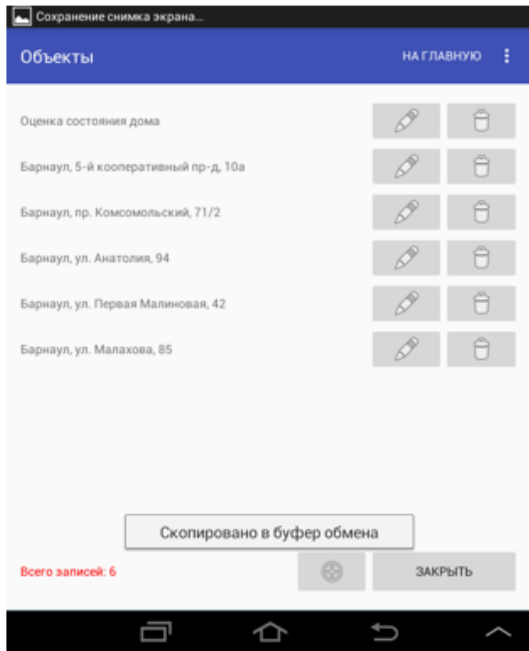 Сохранение снимка экрана...
Объекты НА ГЛАВНУЮ
Оценка состояния дома
Барнаул, 5-й кооперативный пр-д, 10а
Барнаул, пр. Комсомольский, 71/2
Барнаул, ул. Анатолия, 94
Барнаул, ул. Первая Малиновая, 42
Барнаул, ул. Малахова, 85
Скопировано в буфер обмена
Всего записей: 6 ЗАКРЫТЬ